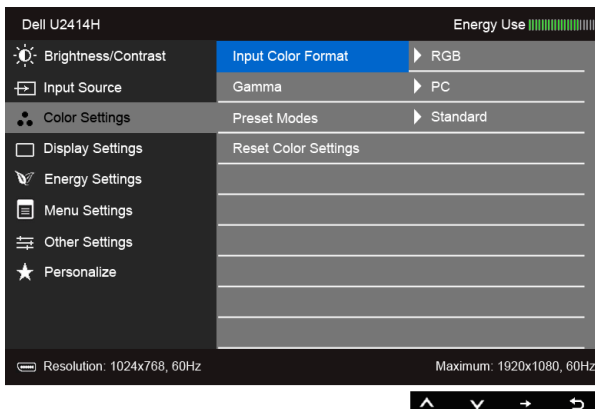 Dell U2414H Energy Use
Brightness/Contrast Input Color Format RGB
Input Source Gamma PC
Color Settings Preset Modes Standard
Display Settings Reset Color Settings
Energy Settings
Menu Settings
Other Settings
Personalize
Resolution: 1024x768, 60Hz Maximum: 1920x1080, 60Hz